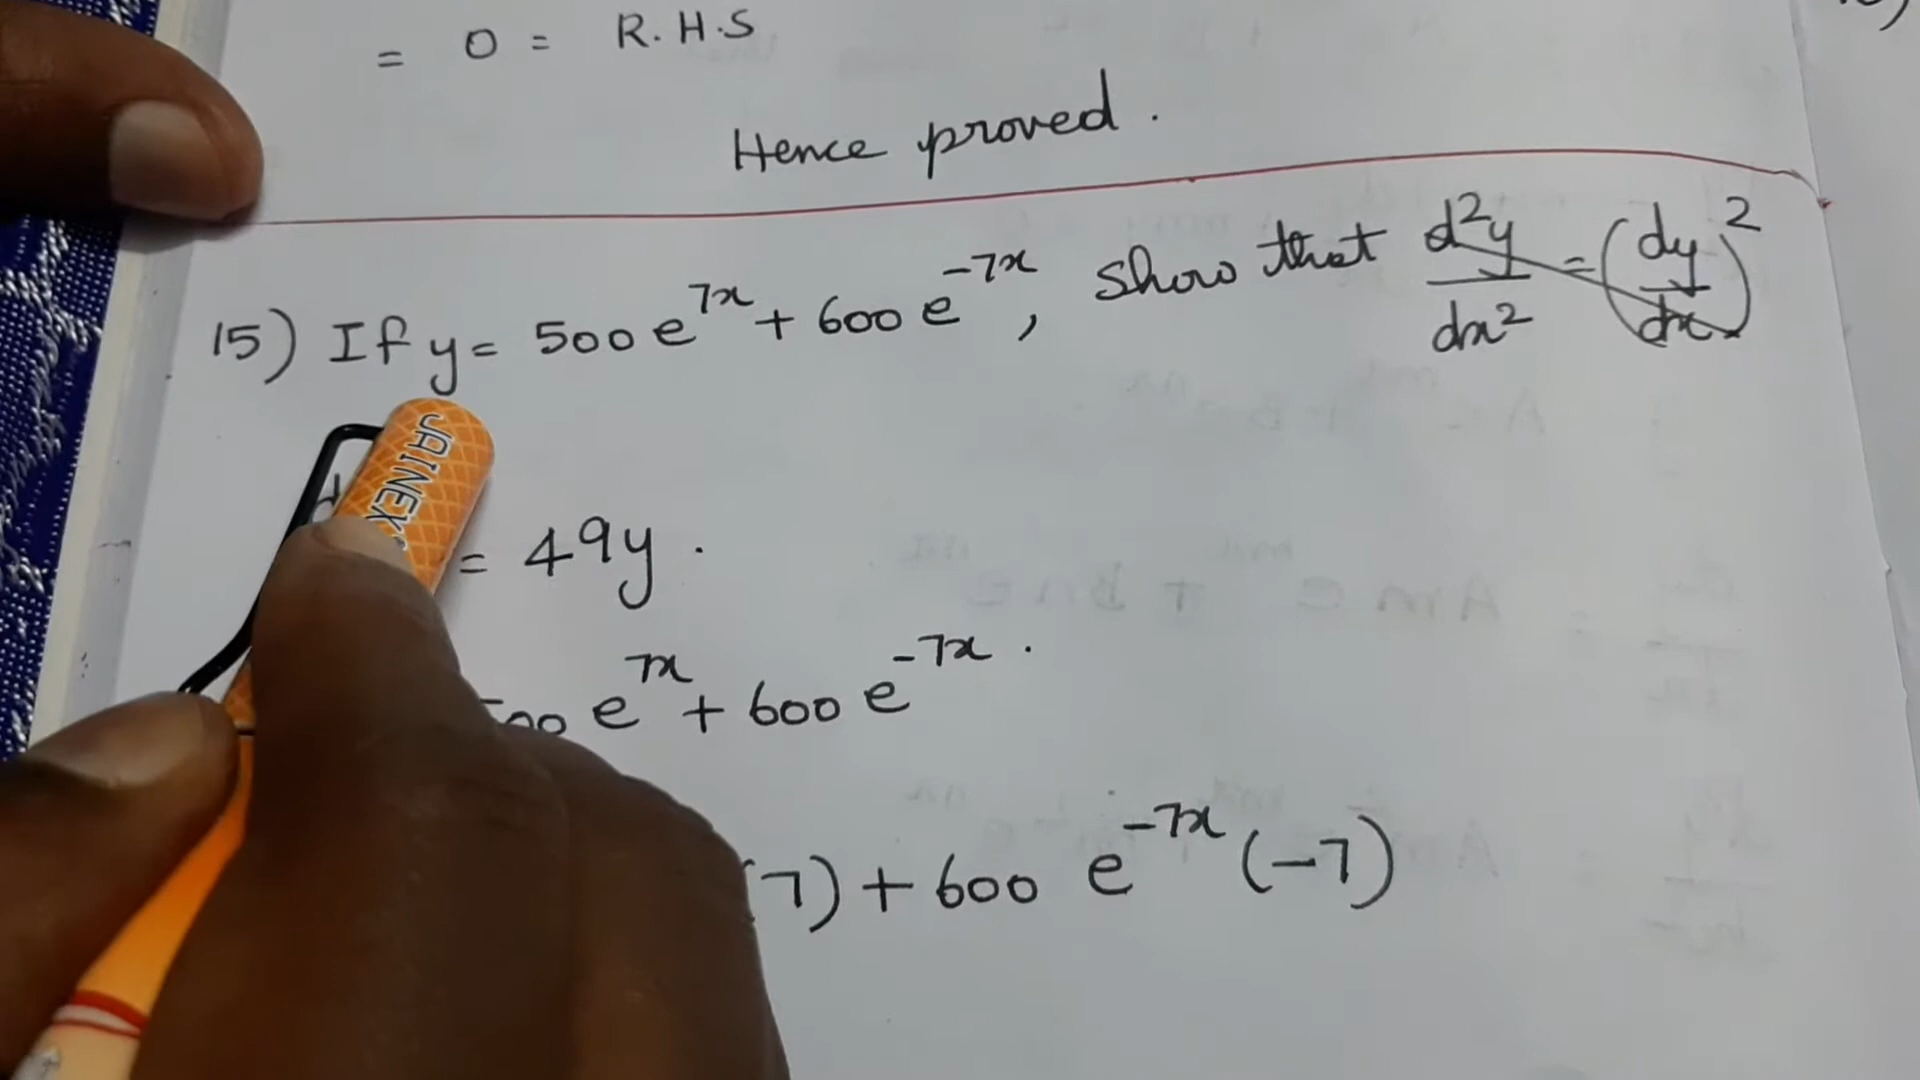 = 0 = R.H.S
Hence proved.
15) If y = 500 e^7x + 600 e^-7x, show that d²y/dx² = (dy/dx)²
= 49y.
e^7x + 600 e^-7x.
7) + 600 e^-7x (-7)
JAINEX